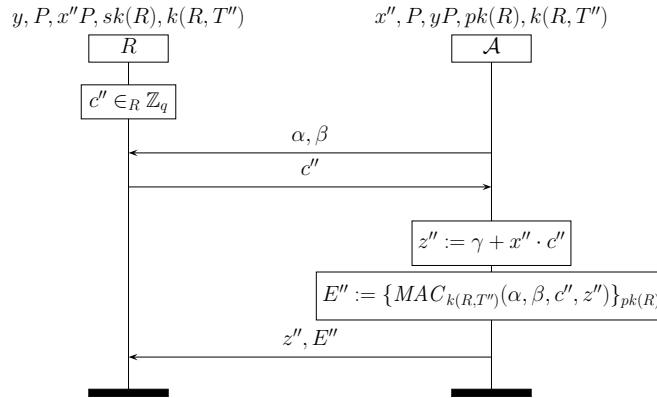 y, P, x''P, sk(R), k(R, T'')
x'', P, yP, pk(R), k(R, T'')
R
𝒜
c'' ∈_R ℤ_q
α, β
c''
z'' := γ + x'' · c''
E'' := {MAC_{k(R,T'')}(α, β, c'', z'')}_{pk(R)}
z'', E''